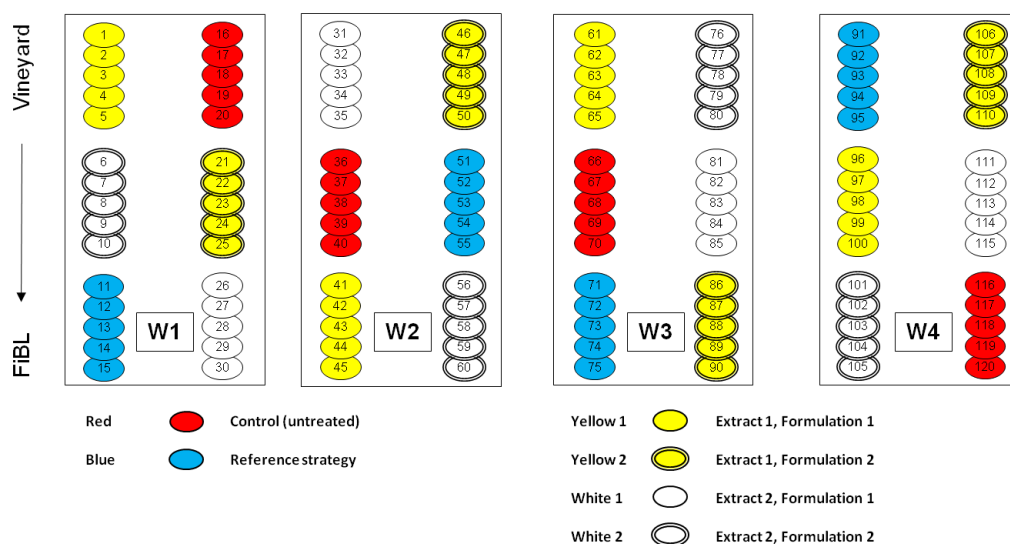 Vineyard
FiBL
1 16 31 46 61 76 91 106
2 17 32 47 62 77 92 107
3 18 33 48 63 78 93 108
4 19 34 49 64 79 94 109
5 20 35 50 65 80 95 110
6 21 36 51 66 81 96 111
7 22 37 52 67 82 97 112
8 23 38 53 68 83 98 113
9 24 39 54 69 84 99 114
10 25 40 55 70 85 100 115
11 26 41 56 71 86 101 116
12 27 42 57 72 87 102 117
13 28 43 58 73 88 103 118
14 29 44 59 74 89 104 119
15 30 45 60 75 90 105 120
W1 W2 W3 W4
Red Control (untreated)
Blue Reference strategy
Yellow 1 Extract 1, Formulation 1
Yellow 2 Extract 1, Formulation 2
White 1 Extract 2, Formulation 1
White 2 Extract 2, Formulation 2